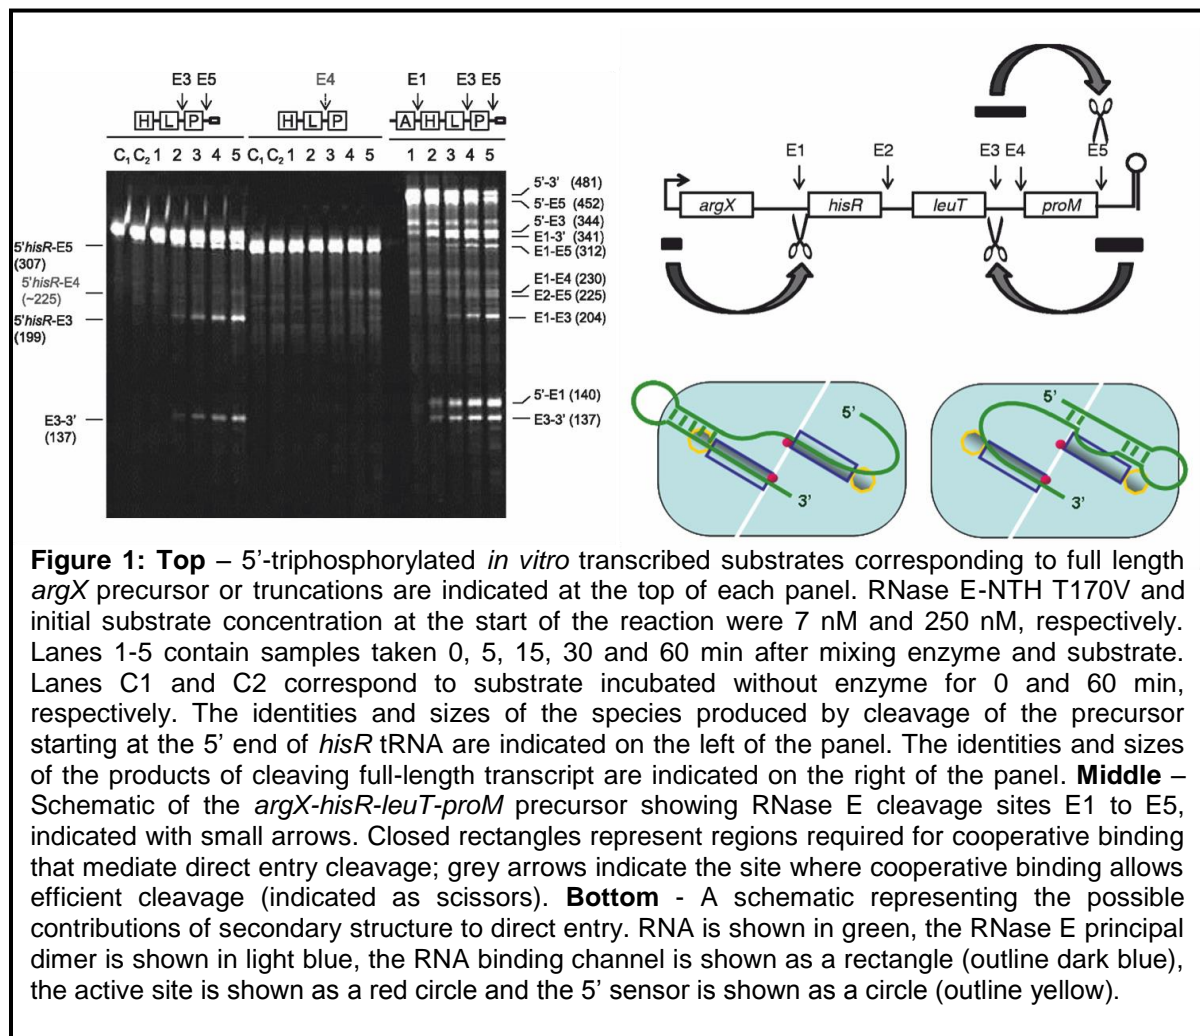 E3 E5
E4
E1 E3 E5
H L P
H L P
A H L P
C1 C2 1 2 3 4 5
C1 C2 1 2 3 4 5
1 2 3 4 5
5'hisR-E5
(307)
5'hisR-E4
(~225)
5'hisR-E3
(199)
E3-3'
(137)
5'-3' (481)
5'-E5 (452)
5'-E3 (344)
E1-3' (341)
E1-E5 (312)
E1-E4 (230)
E2-E5 (225)
E1-E3 (204)
5'-E1 (140)
E3-3' (137)
E1 E2 E3 E4 E5
argX hisR leuT proM
5'
3'
5'
3'
Figure 1: Top – 5’-triphosphorylated in vitro transcribed substrates corresponding to full length
argX precursor or truncations are indicated at the top of each panel. RNase E-NTH T170V and
initial substrate concentration at the start of the reaction were 7 nM and 250 nM, respectively.
Lanes 1-5 contain samples taken 0, 5, 15, 30 and 60 min after mixing enzyme and substrate.
Lanes C1 and C2 correspond to substrate incubated without enzyme for 0 and 60 min,
respectively. The identities and sizes of the species produced by cleavage of the precursor
starting at the 5’ end of hisR tRNA are indicated on the left of the panel. The identities and sizes
of the products of cleaving full-length transcript are indicated on the right of the panel. Middle –
Schematic of the argX-hisR-leuT-proM precursor showing RNase E cleavage sites E1 to E5,
indicated with small arrows. Closed rectangles represent regions required for cooperative binding
that mediate direct entry cleavage; grey arrows indicate the site where cooperative binding allows
efficient cleavage (indicated as scissors). Bottom - A schematic representing the possible
contributions of secondary structure to direct entry. RNA is shown in green, the RNase E principal
dimer is shown in light blue, the RNA binding channel is shown as a rectangle (outline dark blue),
the active site is shown as a red circle and the 5’ sensor is shown as a circle (outline yellow).